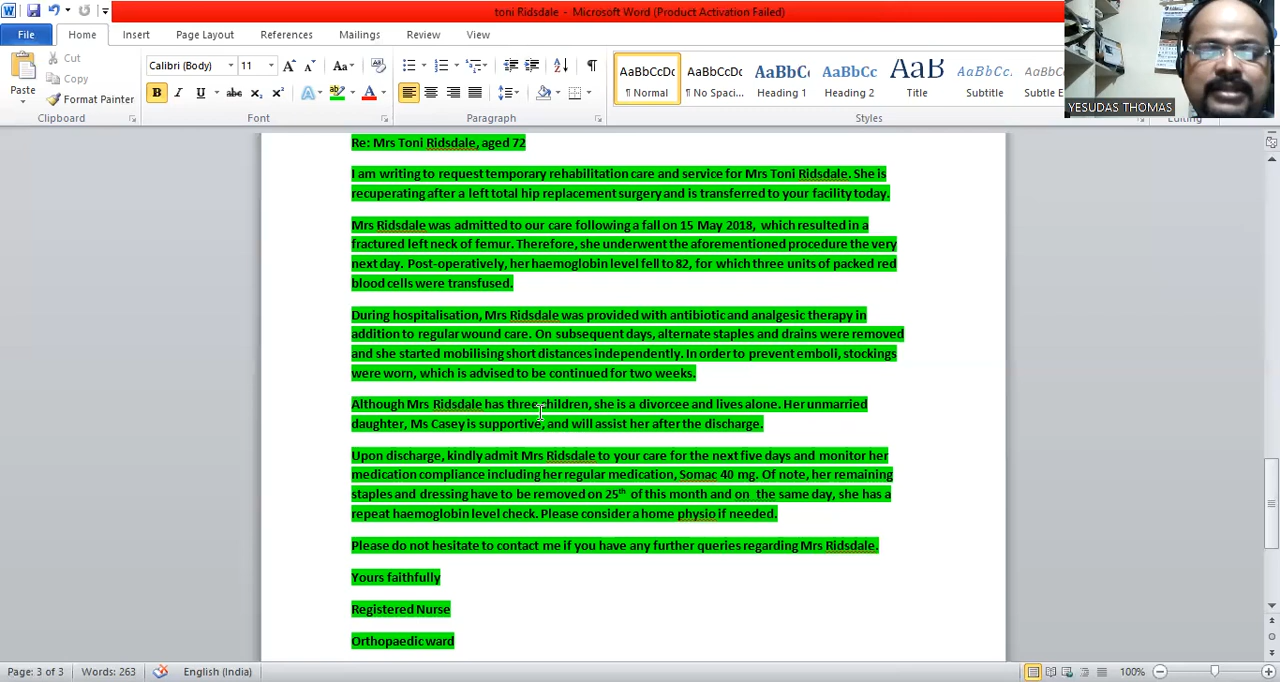 toni Ridsdale - Microsoft Word (Product Activation Failed)
File Home Insert Page Layout References Mailings Review View
Paste
Cut
Copy
Format Painter
Clipboard
Calibri (Body) 11
Font
Paragraph
AaBbCcDc AaBbCcDc AaBbC AaBbCc AaB AaBbCcL AaBbCc
¶ Normal ¶ No Spaci... Heading 1 Heading 2 Title Subtitle Subtle E
Styles
YESUDAS THOMAS
Re: Mrs Toni Ridsdale, aged 72
I am writing to request temporary rehabilitation care and service for Mrs Toni Ridsdale. She is
recuperating after a left total hip replacement surgery and is transferred to your facility today.
Mrs Ridsdale was admitted to our care following a fall on 15 May 2018, which resulted in a
fractured left neck of femur. Therefore, she underwent the aforementioned procedure the very
next day. Post-operatively, her haemoglobin level fell to 82, for which three units of packed red
blood cells were transfused.
During hospitalisation, Mrs Ridsdale was provided with antibiotic and analgesic therapy in
addition to regular wound care. On subsequent days, alternate staples and drains were removed
and she started mobilising short distances independently. In order to prevent emboli, stockings
were worn, which is advised to be continued for two weeks.
Although Mrs Ridsdale has three children, she is a divorcee and lives alone. Her unmarried
daughter, Ms Casey is supportive, and will assist her after the discharge.
Upon discharge, kindly admit Mrs Ridsdale to your care for the next five days and monitor her
medication compliance including her regular medication, Somac 40 mg. Of note, her remaining
staples and dressing have to be removed on 25th of this month and on the same day, she has a
repeat haemoglobin level check. Please consider a home physio if needed.
Please do not hesitate to contact me if you have any further queries regarding Mrs Ridsdale.
Yours faithfully
Registered Nurse
Orthopaedic ward
Page: 3 of 3 Words: 263 English (India) 100%